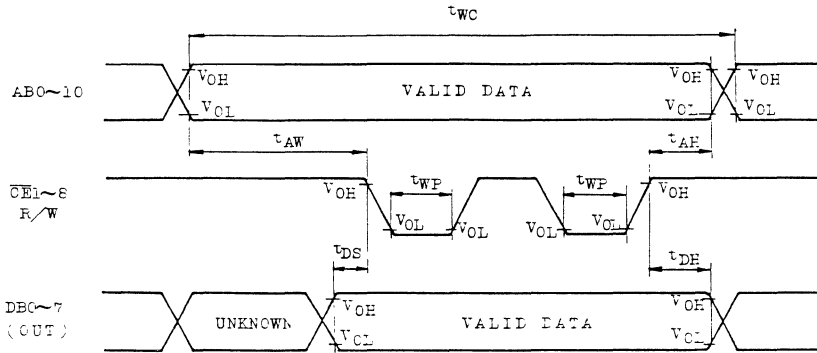 tWC
AB0~10
VOH
VALID DATA
VOH
VOH
VOL
VOL
VOL
tAW
tAH
CE1~8
R/W
VOH
tWP
tWP
VOH
VOL
VOL
VOL
VOL
tDS
tDH
DB0~7
(OUT)
UNKNOWN
VOH
VALID DATA
VOH
VOL
VOL